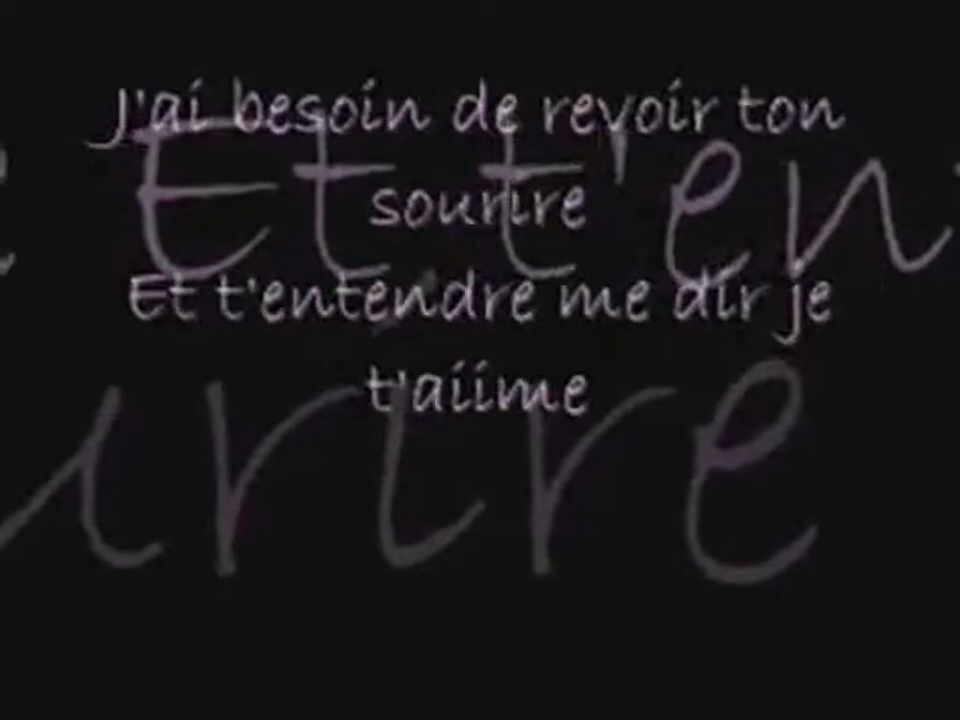 J'ai besoin de revoir ton
sourire
Et t'entendre me dir je
t'aiime
Et t'en
urire